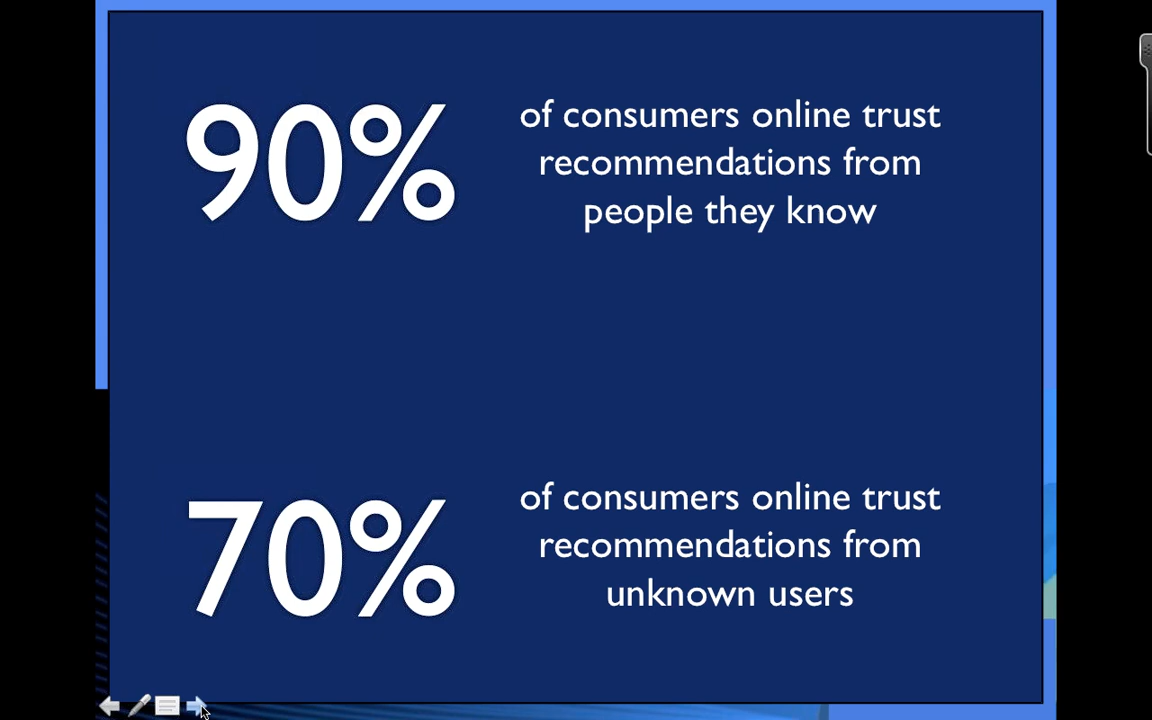 90%
of consumers online trust
recommendations from
people they know
70%
of consumers online trust
recommendations from
unknown users